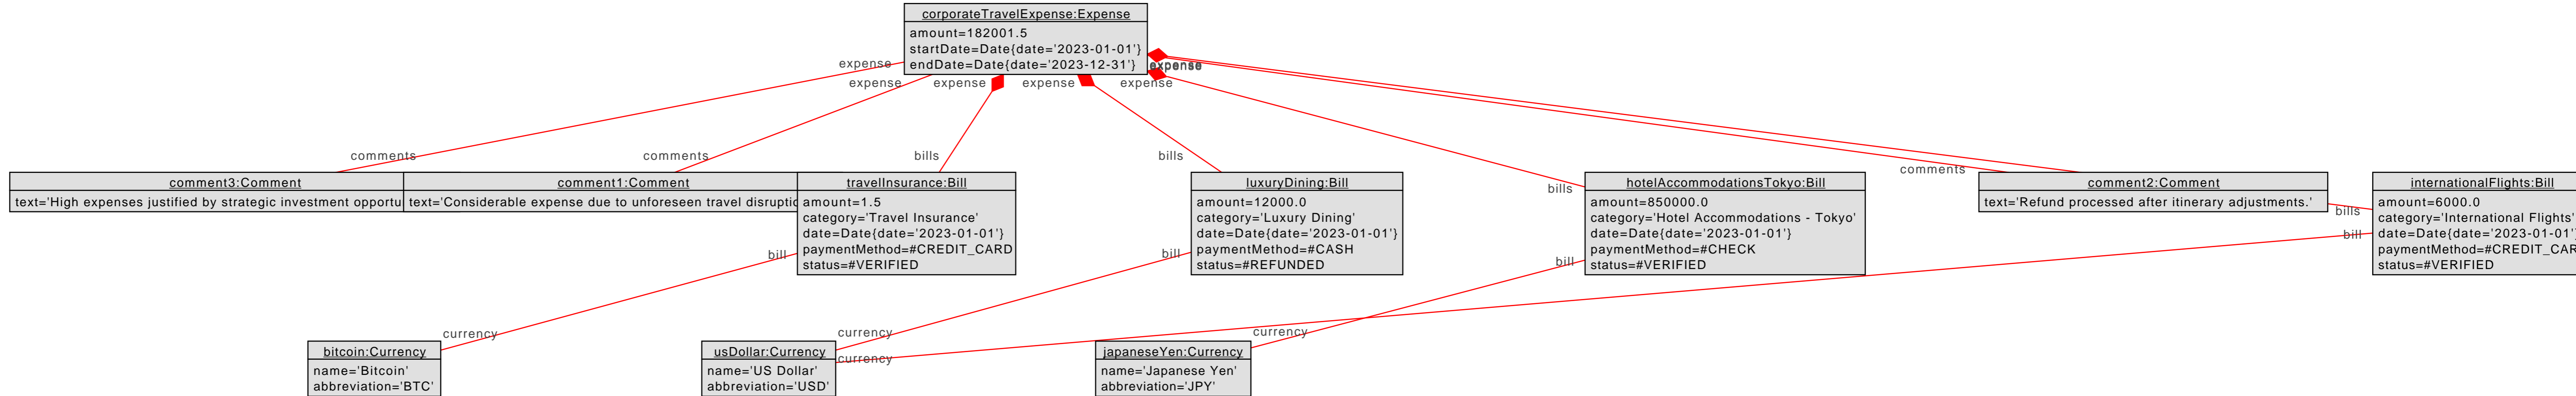 corporateTravelExpense:Expense
amount=182001.5
startDate=Date{date='2023-01-01'}
endDate=Date{date='2023-12-31'}
expense
expense
expense
expense
expense
expense
expense
comments
comments
bills
bills
bills
comments
bills
comment3:Comment
text='High expenses justified by strategic investment
comment1:Comment
text='Considerable expense due to unforeseen travel
travelInsurance:Bill
amount=1.5
category='Travel Insurance'
date=Date{date='2023-01-01'}
paymentMethod=#CREDIT_CARD
status=#VERIFIED
luxuryDining:Bill
amount=12000.0
category='Luxury Dining'
date=Date{date='2023-01-01'}
paymentMethod=#CASH
status=#REFUNDED
hotelAccommodationsTokyo:Bill
amount=850000.0
category='Hotel Accommodations - Tokyo'
date=Date{date='2023-01-01'}
paymentMethod=#CHECK
status=#VERIFIED
comment2:Comment
text='Refund processed after itinerary adjustments.'
internationalFlights:Bill
amount=6000.0
category='International Flights'
date=Date{date='2023-01-01'
paymentMethod=#CREDIT_CAR
status=#VERIFIED
bill
bill
bill
bill
currency
currency
currency
currency
bitcoin:Currency
name='Bitcoin'
abbreviation='BTC'
usDollar:Currency
name='US Dollar'
abbreviation='USD'
japaneseYen:Currency
name='Japanese Yen'
abbreviation='JPY'